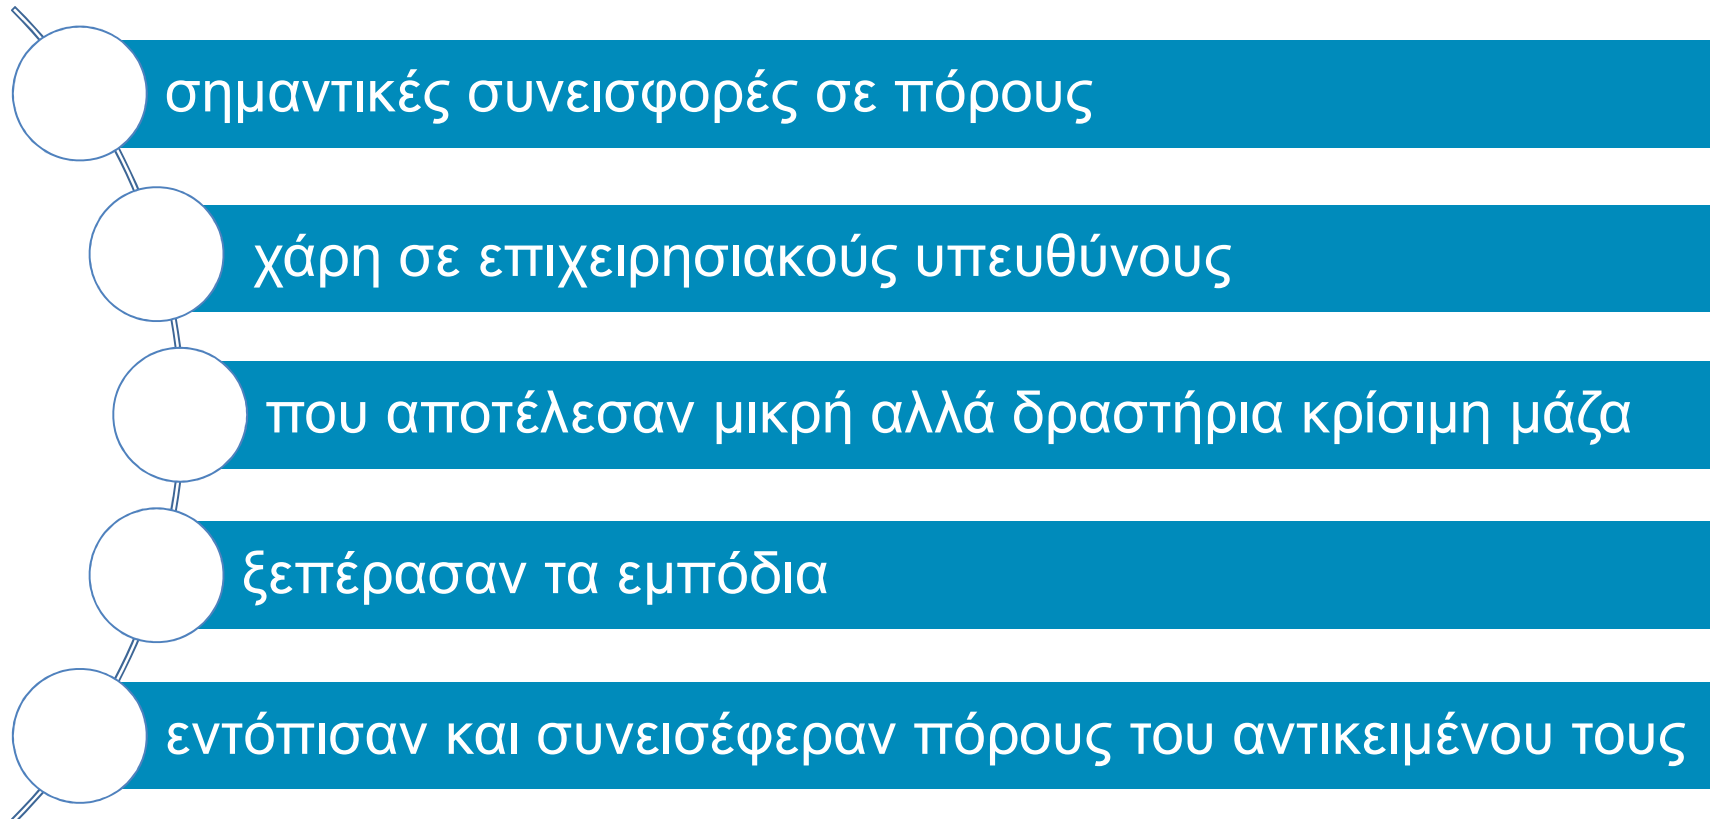 σημαντικές συνεισφορές σε πόρους
χάρη σε επιχειρησιακούς υπευθύνους
που αποτέλεσαν μικρή αλλά δραστήρια κρίσιμη μάζα
ξεπέρασαν τα εμπόδια
εντόπισαν και συνεισέφεραν πόρους του αντικειμένου τους